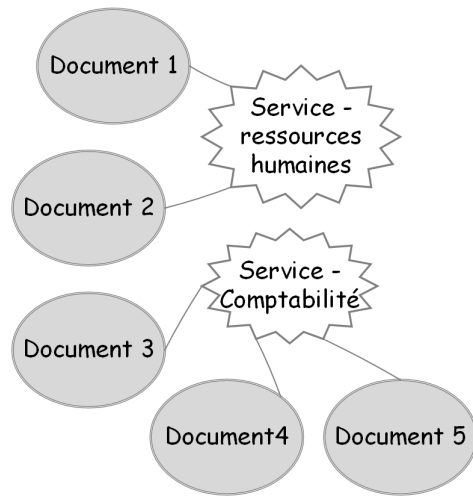 Document 1
Service -
ressources
humaines
Document 2
Service -
Comptabilité
Document 3
Document4
Document 5